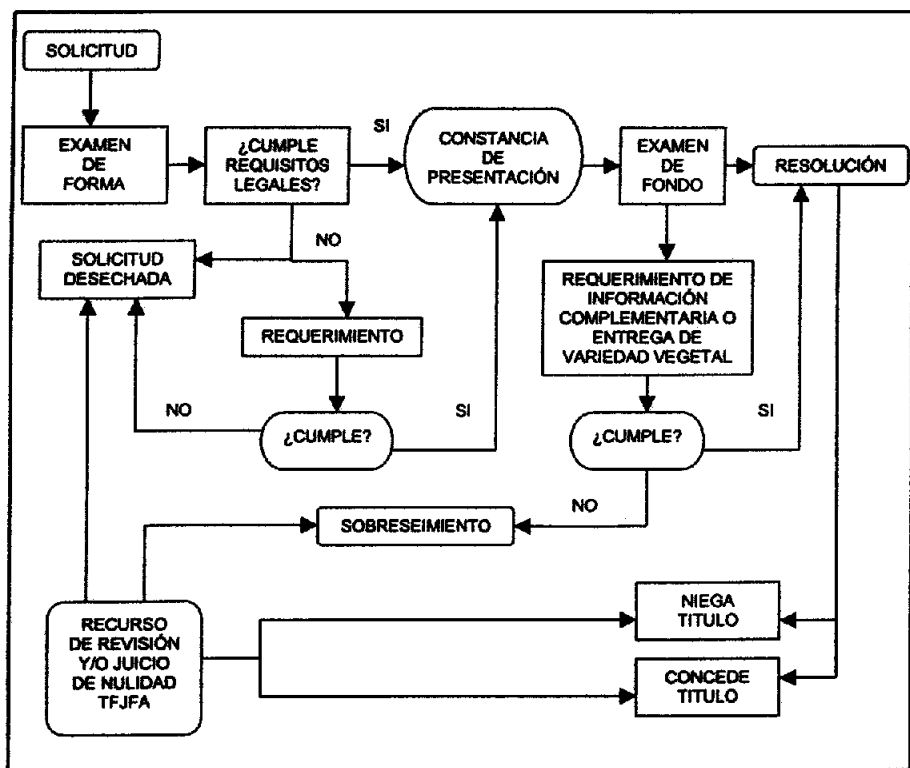 SOLICITUD
EXAMEN
DE
FORMA
¿CUMPLE
REQUISITOS
LEGALES?
SI
CONSTANCIA
DE
PRESENTACIÓN
EXAMEN
DE
FONDO
RESOLUCIÓN
NO
SOLICITUD
DESECHADA
REQUERIMIENTO
REQUERIMIENTO DE
INFORMACIÓN
COMPLEMENTARIA O
ENTREGA DE
VARIEDAD VEGETAL
NO
¿CUMPLE?
SI
¿CUMPLE?
SI
NO
SOBRESEIMIENTO
RECURSO
DE REVISIÓN
Y/O JUICIO
DE NULIDAD
TFJFA
NIEGA
TITULO
CONCEDE
TITULO